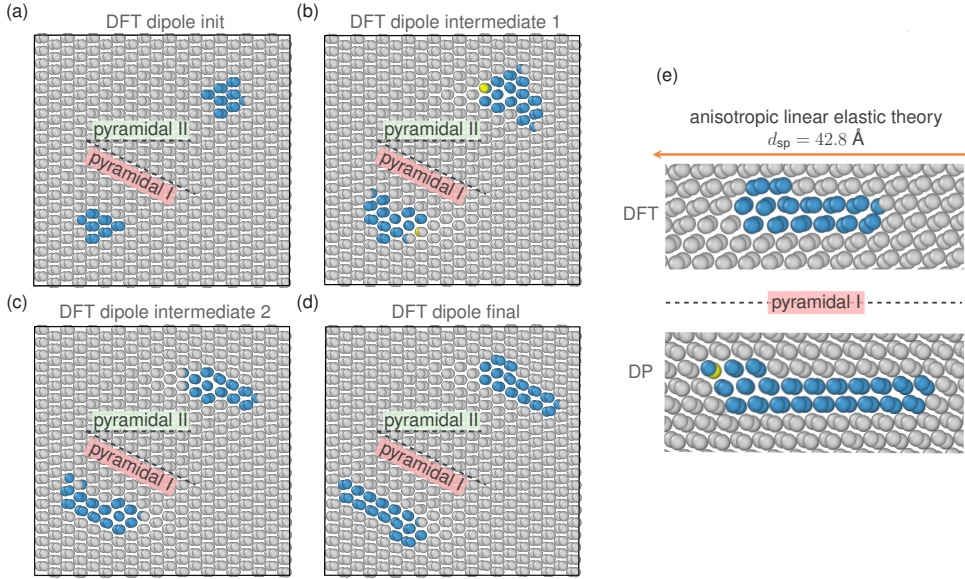 (a)
DFT dipole init
pyramidal II
pyramidal I
(b)
DFT dipole intermediate 1
pyramidal II
pyramidal I
(c)
DFT dipole intermediate 2
pyramidal II
pyramidal I
(d)
DFT dipole final
pyramidal II
pyramidal I
(e)
anisotropic linear elastic theory
d_sp = 42.8 Å
DFT
pyramidal I
DP